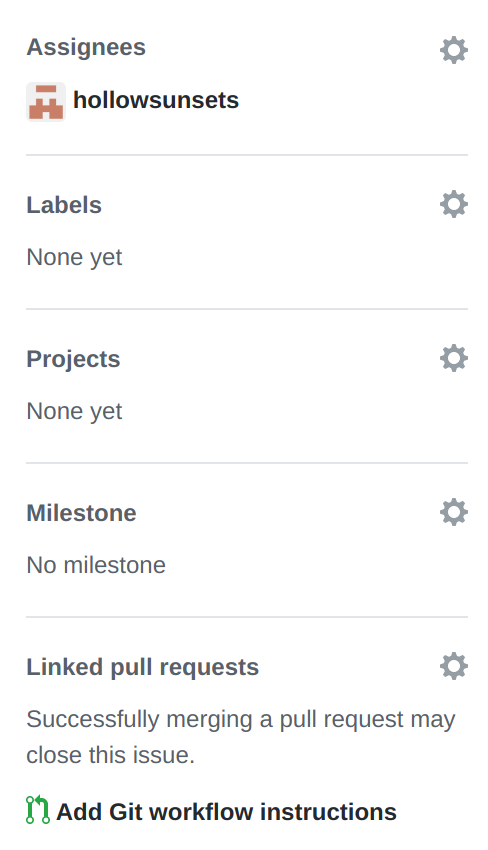 Assignees
hollowsunsets
Labels
None yet
Projects
None yet
Milestone
No milestone
Linked pull requests
Successfully merging a pull request may
close this issue.
Add Git workflow instructions